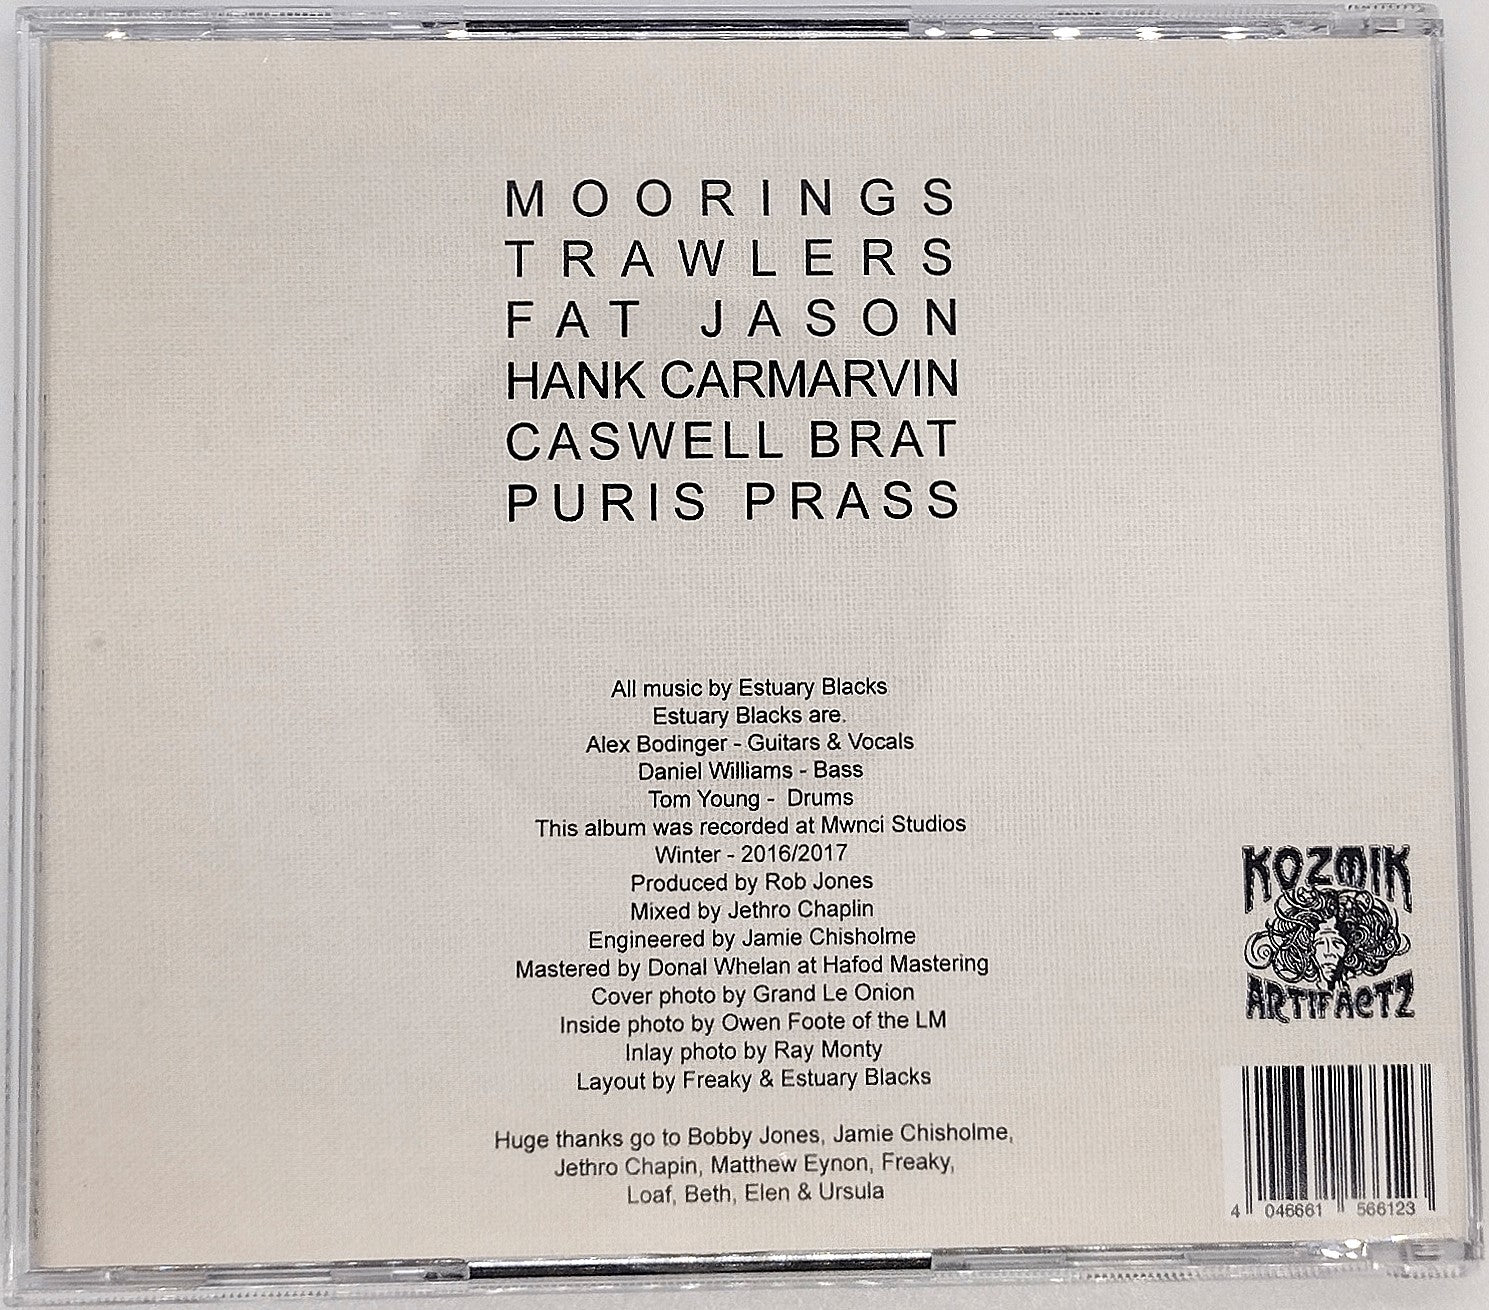 MOORINGS
TRAWLERS
FAT JASON
HANK CARMARVIN
CASWELL BRAT
PURIS PRASS
All music by Estuary Blacks
Estuary Blacks are.
Alex Bodinger - Guitars & Vocals
Daniel Williams - Bass
Tom Young - Drums
This album was recorded at Mwnci Studios
Winter - 2016/2017
Produced by Rob Jones
Mixed by Jethro Chaplin
Engineered by Jamie Chisholme
Mastered by Donal Whelan at Hafod Mastering
Cover photo by Grand Le Onion
Inside photo by Owen Foote of the LM
Inlay photo by Ray Monty
Layout by Freaky & Estuary Blacks
Huge thanks go to Bobby Jones, Jamie Chisholme,
Jethro Chapin, Matthew Eynon, Freaky,
Loaf, Beth, Elen & Ursula
KOZMIK
ARTIFACTZ
4 046661 566123